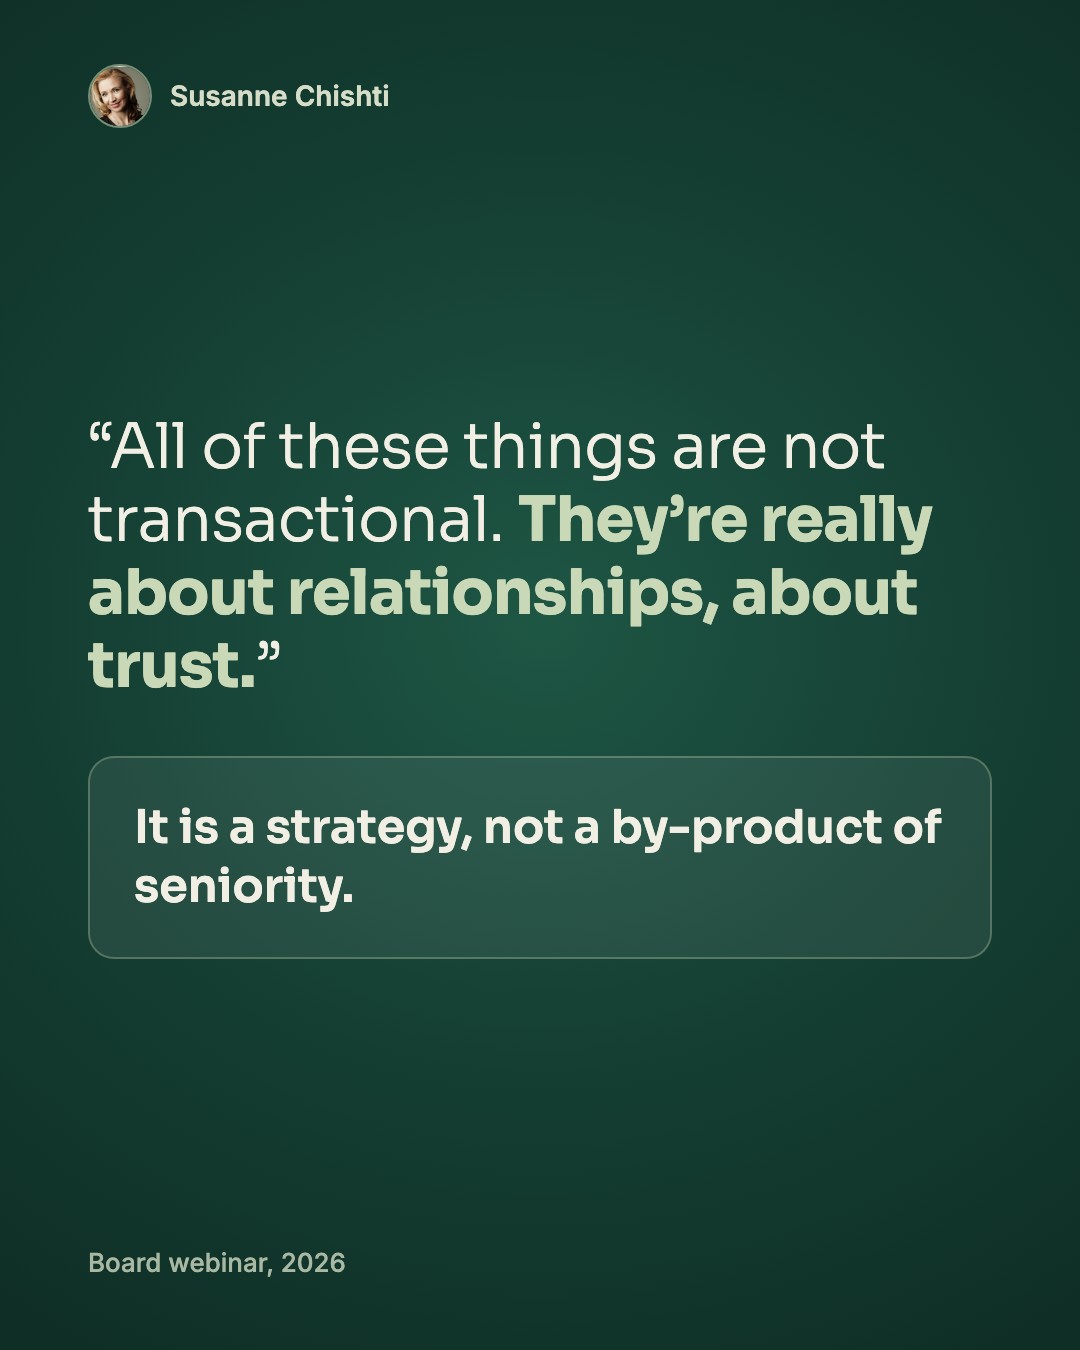 Susanne Chishti
“All of these things are not
transactional. They’re really
about relationships, about
trust.”
It is a strategy, not a by-product of
seniority.
Board webinar, 2026